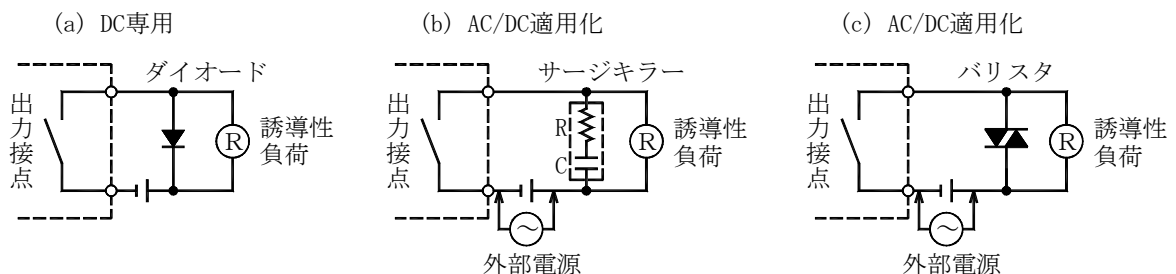 (a) DC専用
(b) AC/DC適用化
(c) AC/DC適用化
ダイオード
出力接点
R
誘導性
負荷
サージキラー
出力接点
R
C
R
誘導性
負荷
外部電源
バリスタ
出力接点
R
誘導性
負荷
外部電源